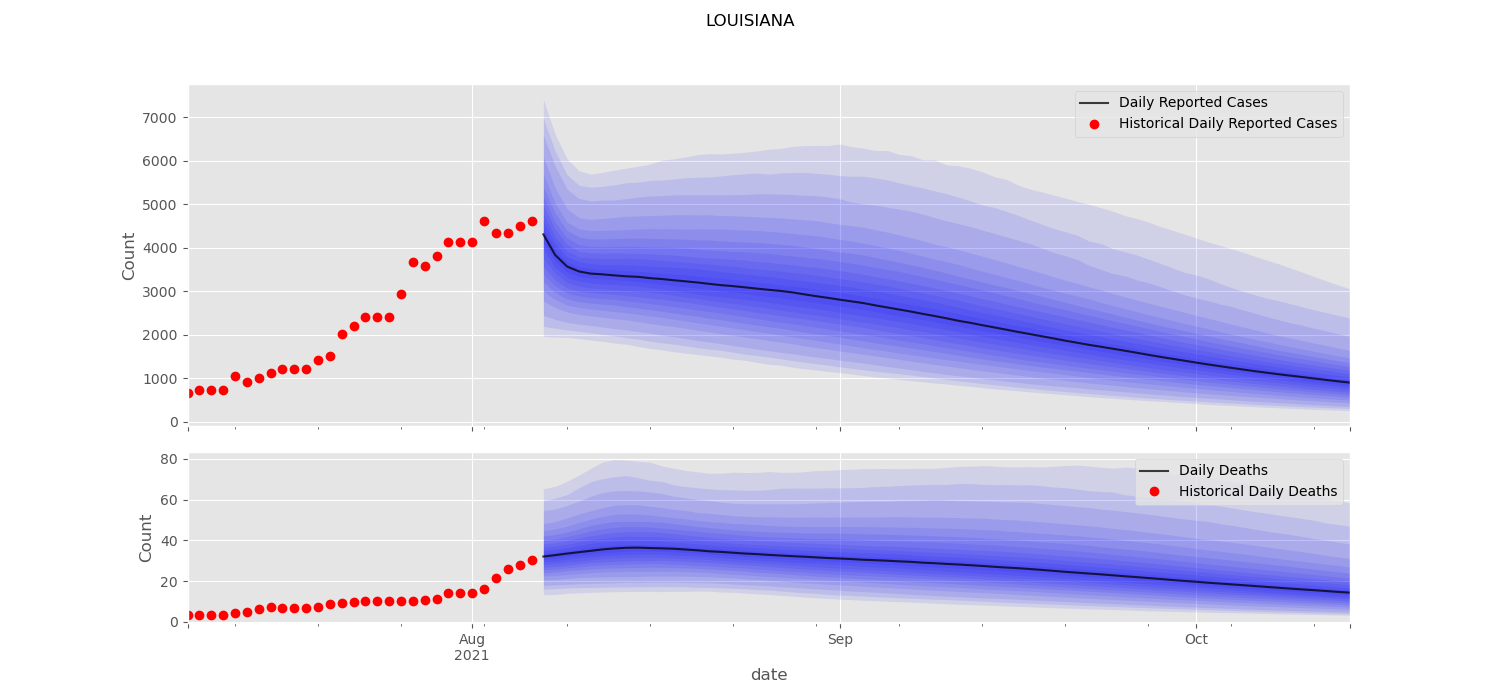 LOUISIANA
Daily Reported Cases
Historical Daily Reported Cases
7000
6000
5000
4000
3000
2000
1000
0
Count
Daily Deaths
Historical Daily Deaths
80
60
40
20
0
Count
Aug
2021
Sep
Oct
date